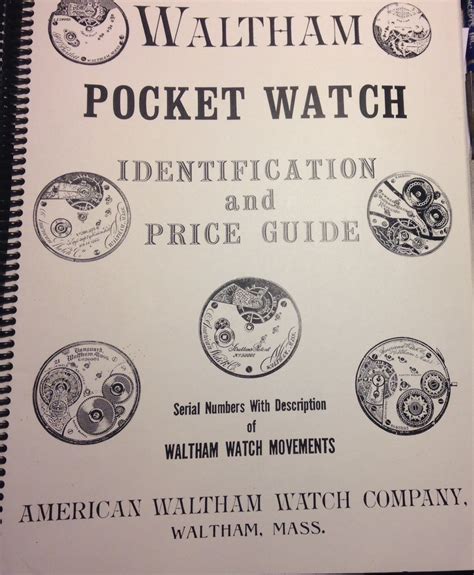 WALTHAM
POCKET WATCH
IDENTIFICATION
and
PRICE GUIDE
Serial Numbers With Description
of
WALTHAM WATCH MOVEMENTS
AMERICAN WALTHAM WATCH COMPANY,
WALTHAM, MASS.